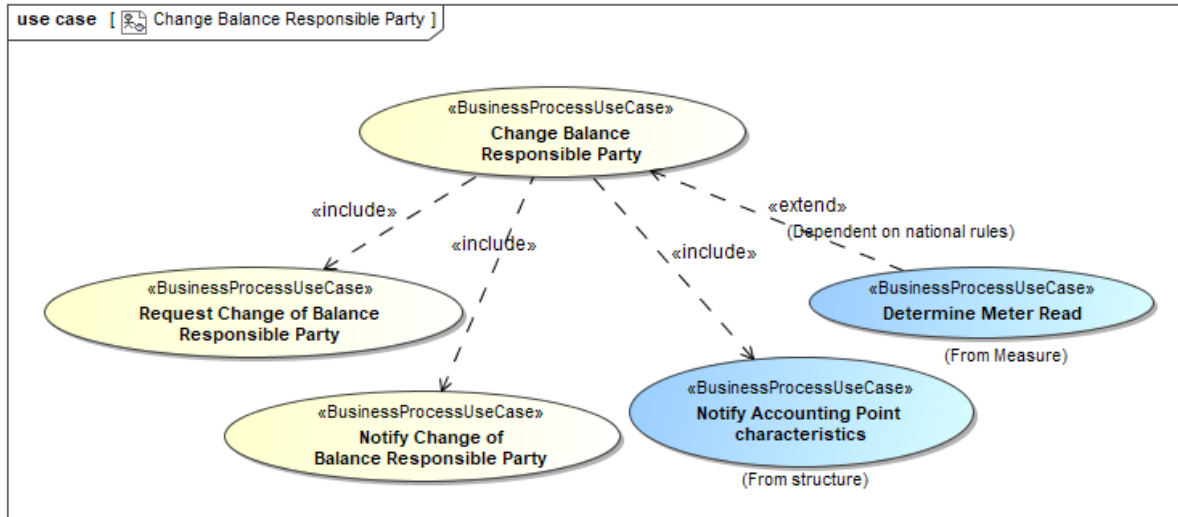 use case [ Change Balance Responsible Party ]
«BusinessProcessUseCase»
Change Balance
Responsible Party
«include»
«include»
«include»
«extend»
(Dependent on national rules)
«BusinessProcessUseCase»
Request Change of Balance
Responsible Party
«BusinessProcessUseCase»
Determine Meter Read
(From Measure)
«BusinessProcessUseCase»
Notify Change of
Balance Responsible Party
«BusinessProcessUseCase»
Notify Accounting Point
characteristics
(From structure)